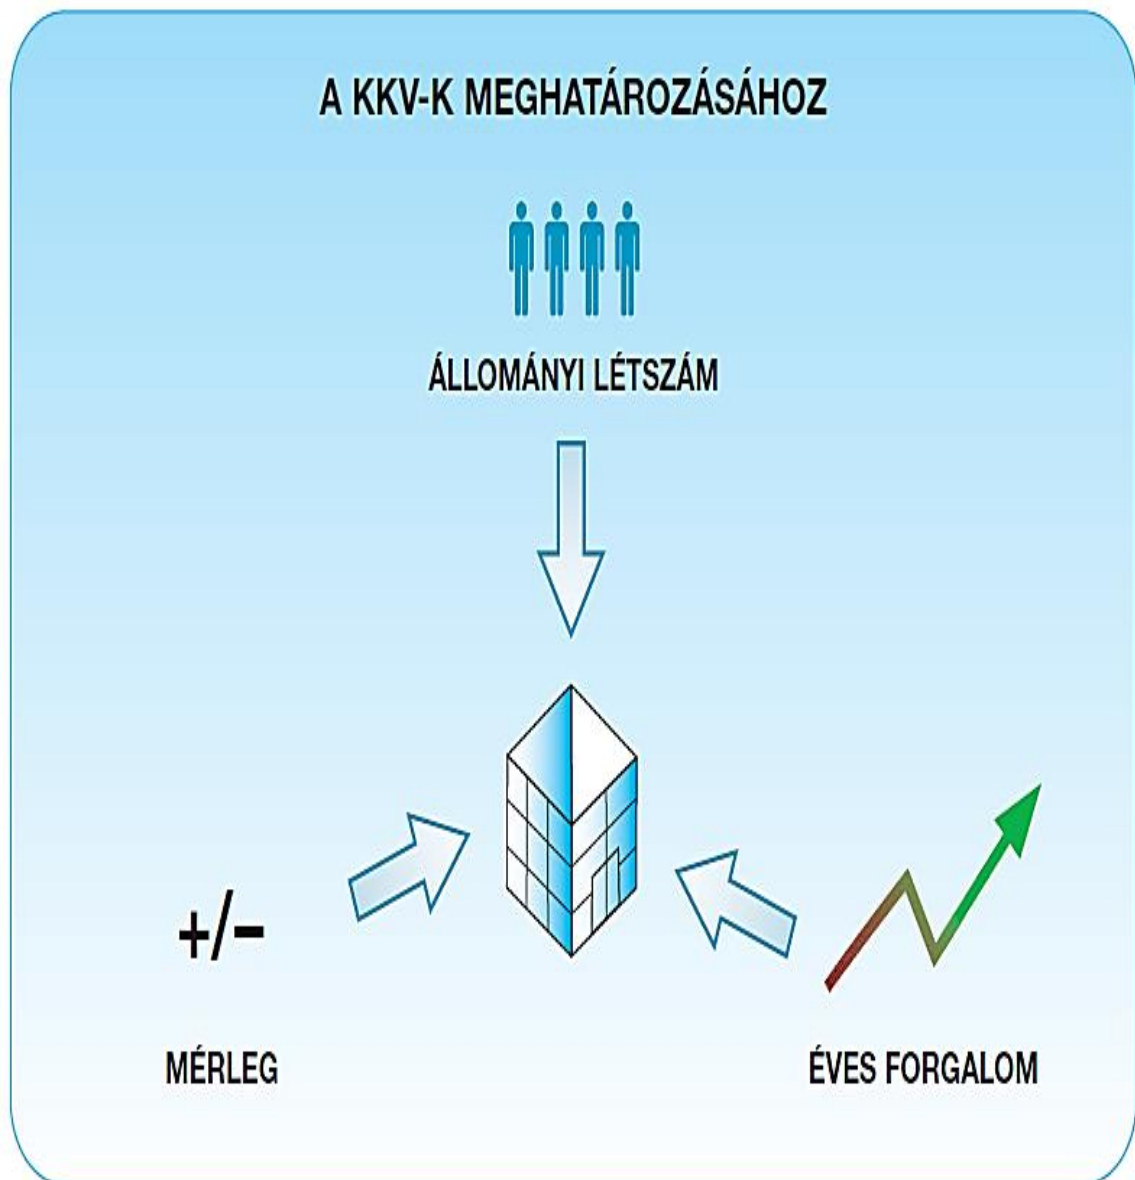 A KKV-K MEGHATÁROZÁSÁHOZ
ÁLLOMÁNYI LÉTSZÁM
+/−
MÉRLEG
ÉVES FORGALOM